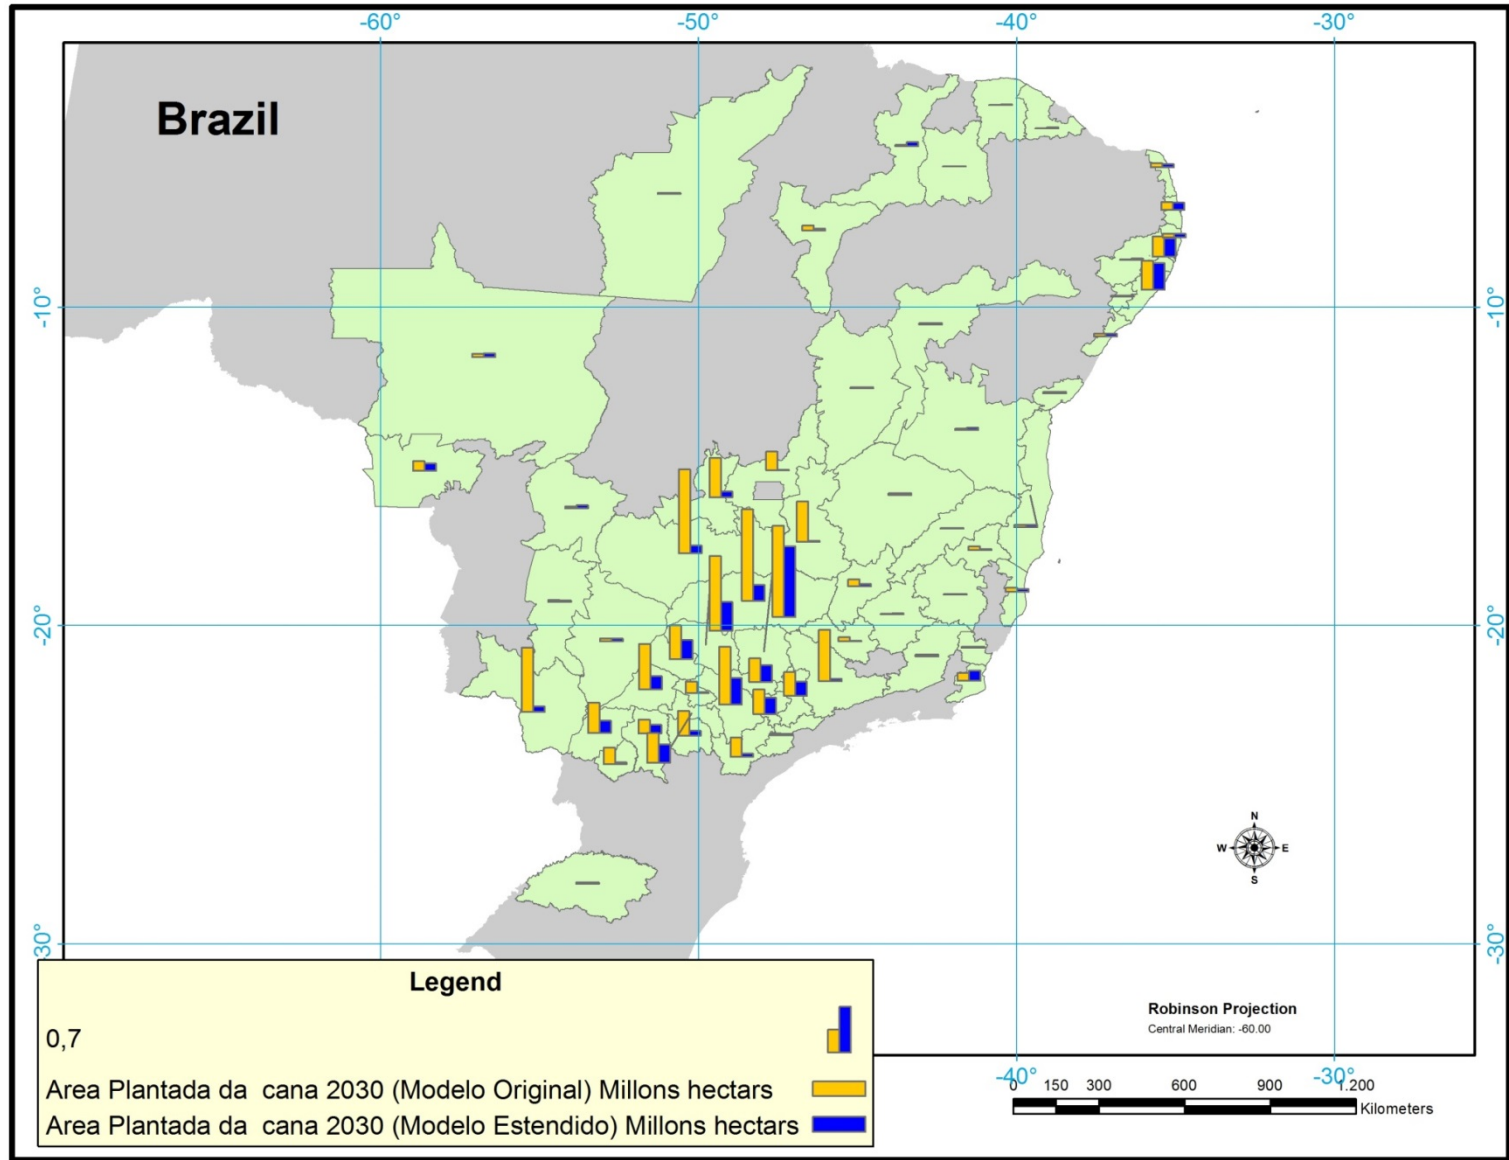 -60°
-50°
-40°
-30°
Brazil
-10°
-10°
-20°
-20°
-30°
-30°
N
W
E
S
Legend
0,7
Area Plantada da cana 2030 (Modelo Original) Millons hectars
Area Plantada da cana 2030 (Modelo Estendido) Millons hectars
Robinson Projection
Central Meridian: -60.00
-40°
-30°
0 150 300 600 900 1.200
Kilometers